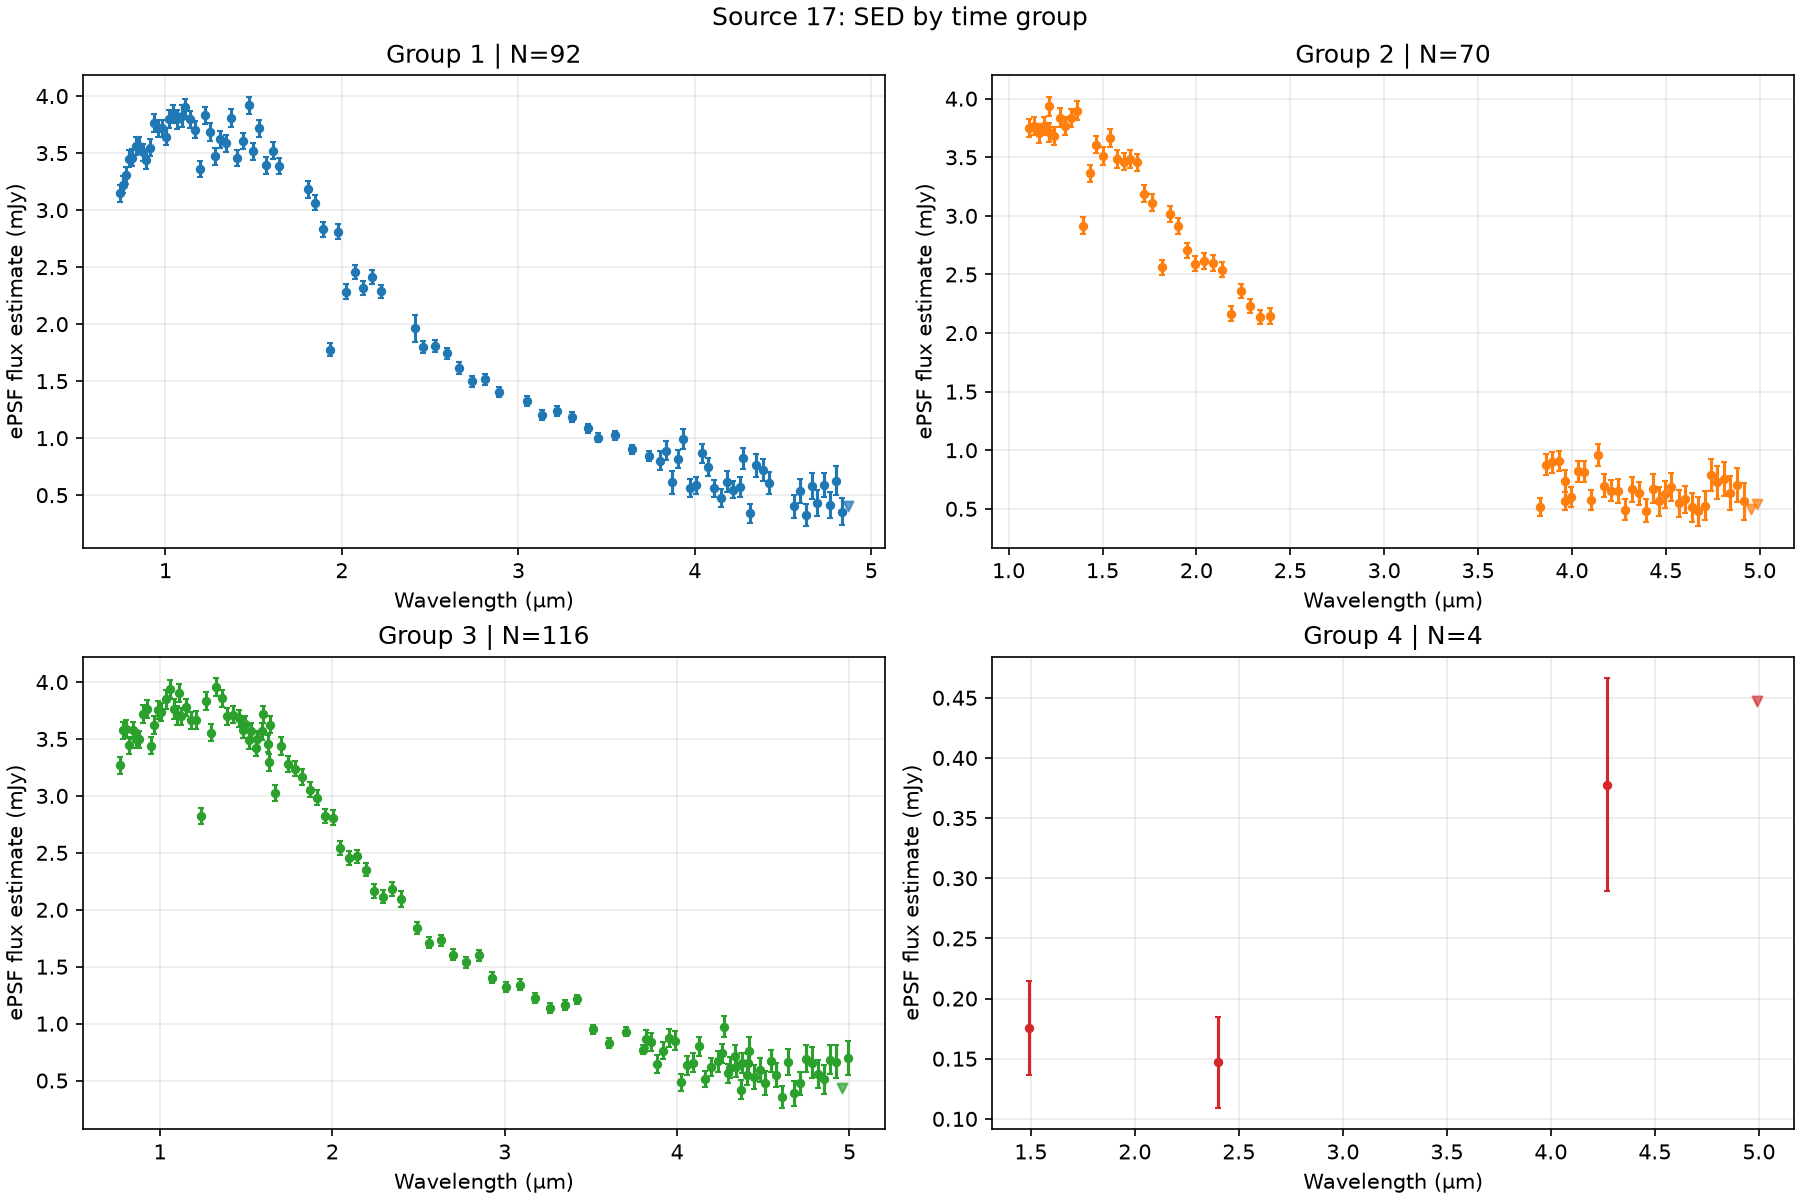 Source 17: SED by time group
Group 1 | N=92
ePSF flux estimate (mJy)
4.0
3.5
3.0
2.5
2.0
1.5
1.0
0.5
1 2 3 4 5
Wavelength (µm)
Group 2 | N=70
ePSF flux estimate (mJy)
4.0
3.5
3.0
2.5
2.0
1.5
1.0
0.5
1.0 1.5 2.0 2.5 3.0 3.5 4.0 4.5 5.0
Wavelength (µm)
Group 3 | N=116
ePSF flux estimate (mJy)
4.0
3.5
3.0
2.5
2.0
1.5
1.0
0.5
1 2 3 4 5
Wavelength (µm)
Group 4 | N=4
ePSF flux estimate (mJy)
0.45
0.40
0.35
0.30
0.25
0.20
0.15
0.10
1.5 2.0 2.5 3.0 3.5 4.0 4.5 5.0
Wavelength (µm)